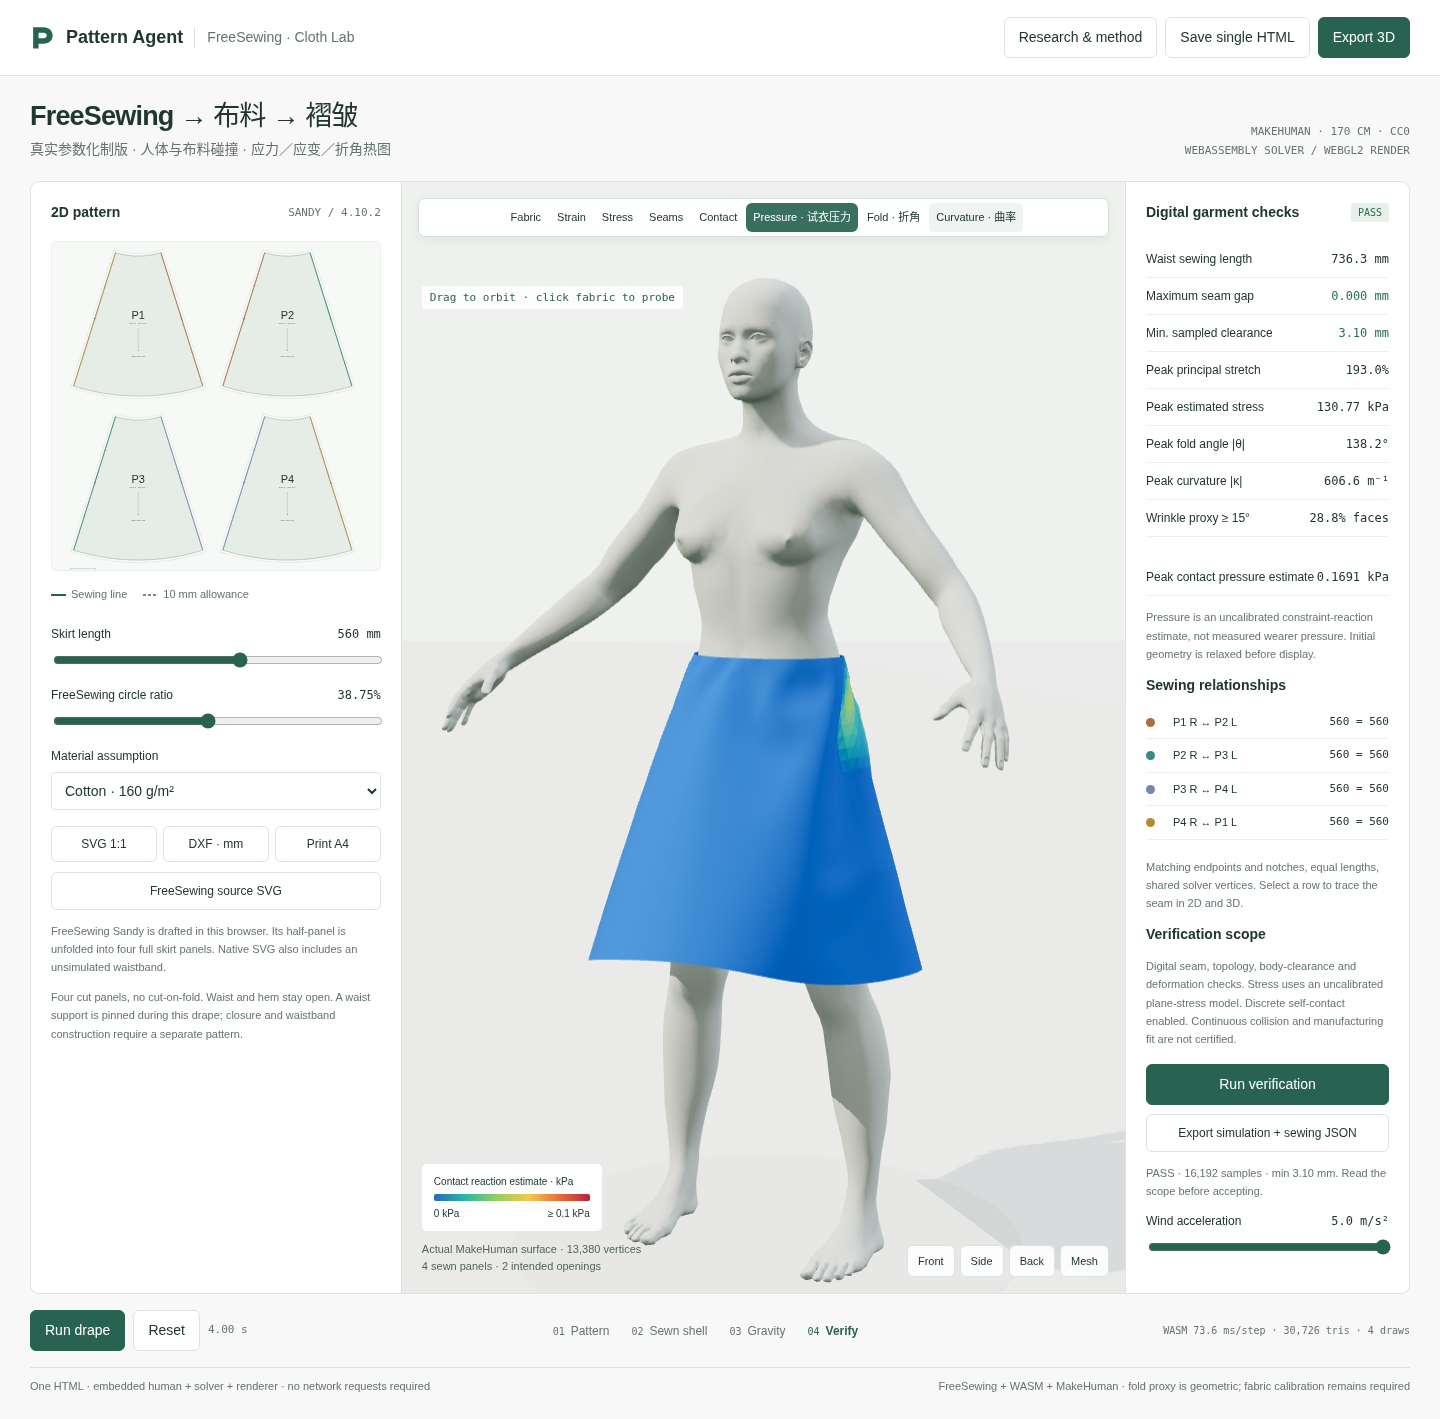 Pattern Agent
FreeSewing · Cloth Lab
Research & method
Save single HTML
Export 3D
FreeSewing → 布料 → 褶皱
真实参数化制版 · 人体与布料碰撞 · 应力／应变／折角热图
MAKEHUMAN · 170 CM · CC0
WEBASSEMBLY SOLVER / WEBGL2 RENDER
2D pattern
SANDY / 4.10.2
P1
P2
P3
P4
Sewing line
10 mm allowance
Skirt length
560 mm
FreeSewing circle ratio
38.75%
Material assumption
Cotton · 160 g/m²
SVG 1:1
DXF · mm
Print A4
FreeSewing source SVG
FreeSewing Sandy is drafted in this browser. Its half-panel is
unfolded into four full skirt panels. Native SVG also includes an
unsimulated waistband.
Four cut panels, no cut-on-fold. Waist and hem stay open. A waist
support is pinned during this drape; closure and waistband
construction require a separate pattern.
Fabric
Strain
Stress
Seams
Contact
Pressure · 试衣压力
Fold · 折角
Curvature · 曲率
Drag to orbit · click fabric to probe
Contact reaction estimate · kPa
0 kPa
≥ 0.1 kPa
Actual MakeHuman surface · 13,380 vertices
4 sewn panels · 2 intended openings
Front
Side
Back
Mesh
Digital garment checks
PASS
Waist sewing length
736.3 mm
Maximum seam gap
0.000 mm
Min. sampled clearance
3.10 mm
Peak principal stretch
193.0%
Peak estimated stress
130.77 kPa
Peak fold angle |θ|
138.2°
Peak curvature |κ|
606.6 m⁻¹
Wrinkle proxy ≥ 15°
28.8% faces
Peak contact pressure estimate
0.1691 kPa
Pressure is an uncalibrated constraint-reaction
estimate, not measured wearer pressure. Initial
geometry is relaxed before display.
Sewing relationships
P1 R ↔ P2 L
560 = 560
P2 R ↔ P3 L
560 = 560
P3 R ↔ P4 L
560 = 560
P4 R ↔ P1 L
560 = 560
Matching endpoints and notches, equal lengths,
shared solver vertices. Select a row to trace the
seam in 2D and 3D.
Verification scope
Digital seam, topology, body-clearance and
deformation checks. Stress uses an uncalibrated
plane-stress model. Discrete self-contact
enabled. Continuous collision and manufacturing
fit are not certified.
Run verification
Export simulation + sewing JSON
PASS · 16,192 samples · min 3.10 mm. Read the
scope before accepting.
Wind acceleration
5.0 m/s²
Run drape
Reset
4.00 s
01 Pattern
02 Sewn shell
03 Gravity
04 Verify
WASM 73.6 ms/step · 30,726 tris · 4 draws
One HTML · embedded human + solver + renderer · no network requests required
FreeSewing + WASM + MakeHuman · fold proxy is geometric; fabric calibration remains required